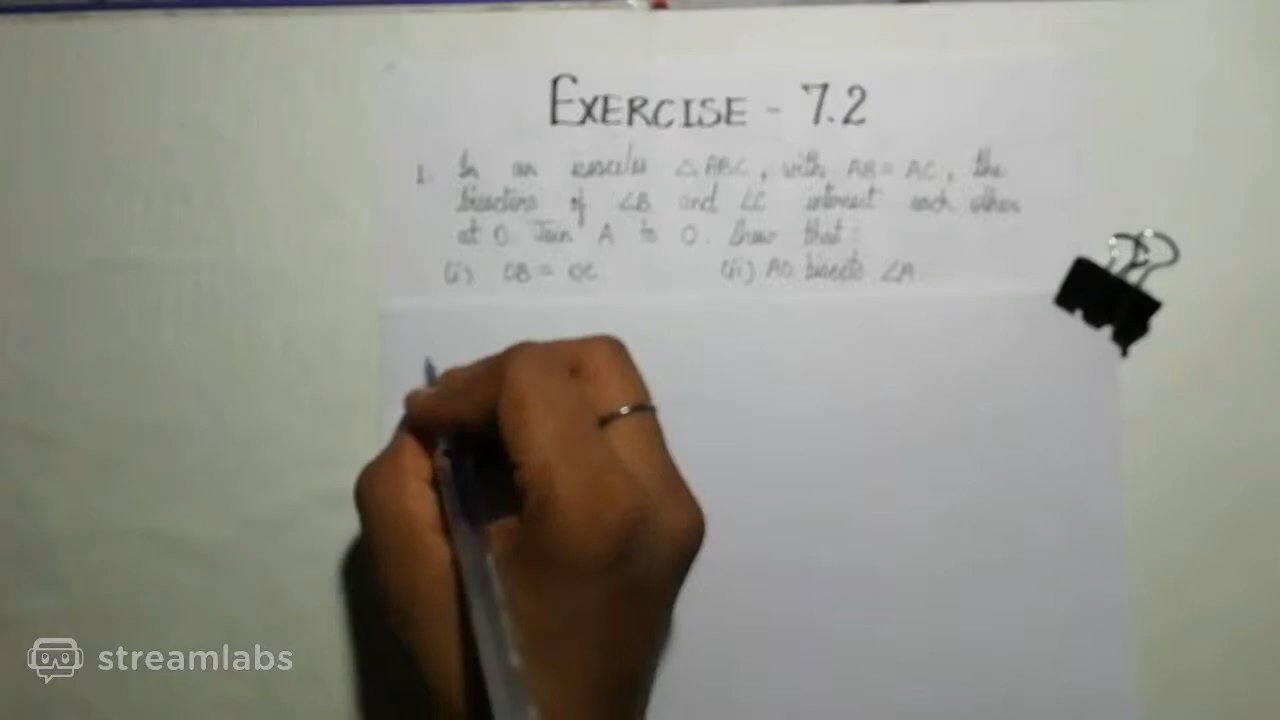 EXERCISE - 7.2
1. In an isosceles △ABC, with AB = AC, the
bisectors of ∠B and ∠C intersect each other
at O. Join A to O. Show that :
(i) OB = OC (ii) AO bisects ∠A
streamlabs